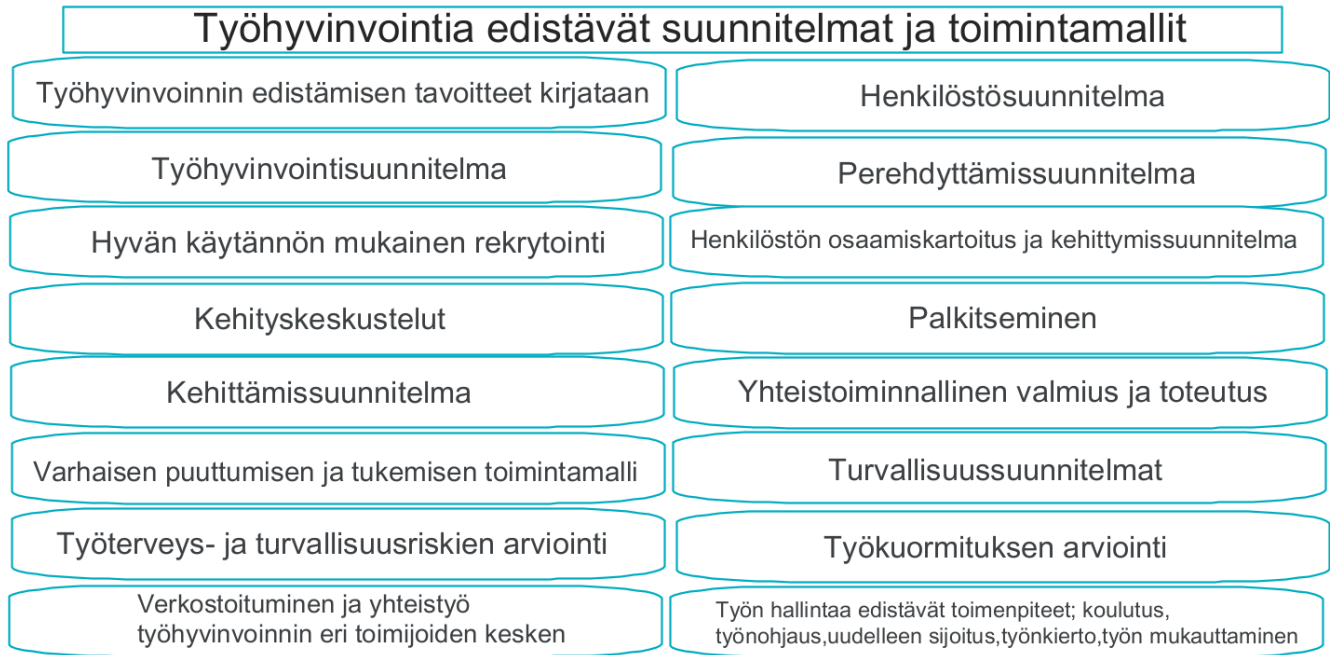 Työhyvinvointia edistävät suunnitelmat ja toimintamallit
Työhyvinvoinnin edistämisen tavoitteet kirjataan
Henkilöstösuunnitelma
Työhyvinvointisuunnitelma
Perehdyttämissuunnitelma
Hyvän käytännön mukainen rekrytointi
Henkilöstön osaamiskartoitus ja kehittymissuunnitelma
Kehityskeskustelut
Palkitseminen
Kehittämissuunnitelma
Yhteistoiminnallinen valmius ja toteutus
Varhaisen puuttumisen ja tukemisen toimintamalli
Turvallisuussuunnitelmat
Työterveys- ja turvallisuusriskien arviointi
Työkuormituksen arviointi
Verkostoituminen ja yhteistyö
työhyvinvoinnin eri toimijoiden kesken
Työn hallintaa edistävät toimenpiteet; koulutus,
työnohjaus,uudelleen sijoitus,työnkierto,työn mukauttaminen